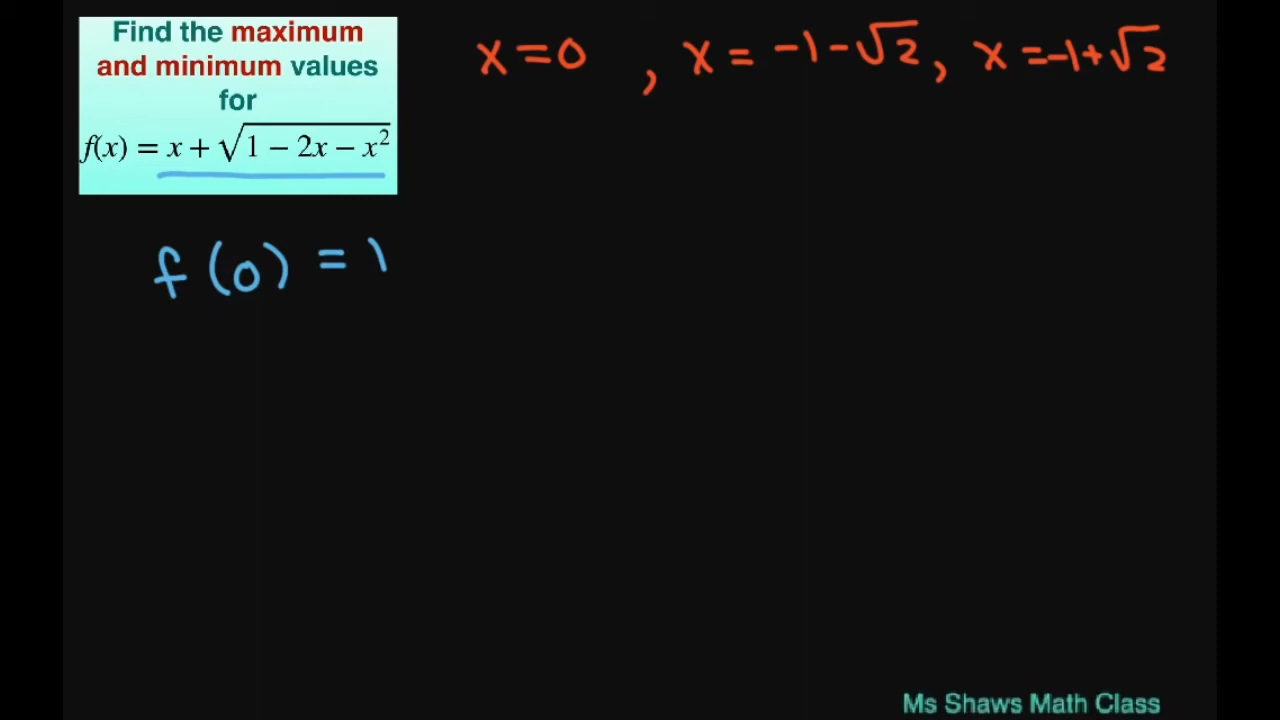 Find the maximum
and minimum values
for
f(x) = x + √1 − 2x − x²
x = 0 , x = -1 - √2 , x = -1 + √2
f(0) = 1
Ms Shaws Math Class